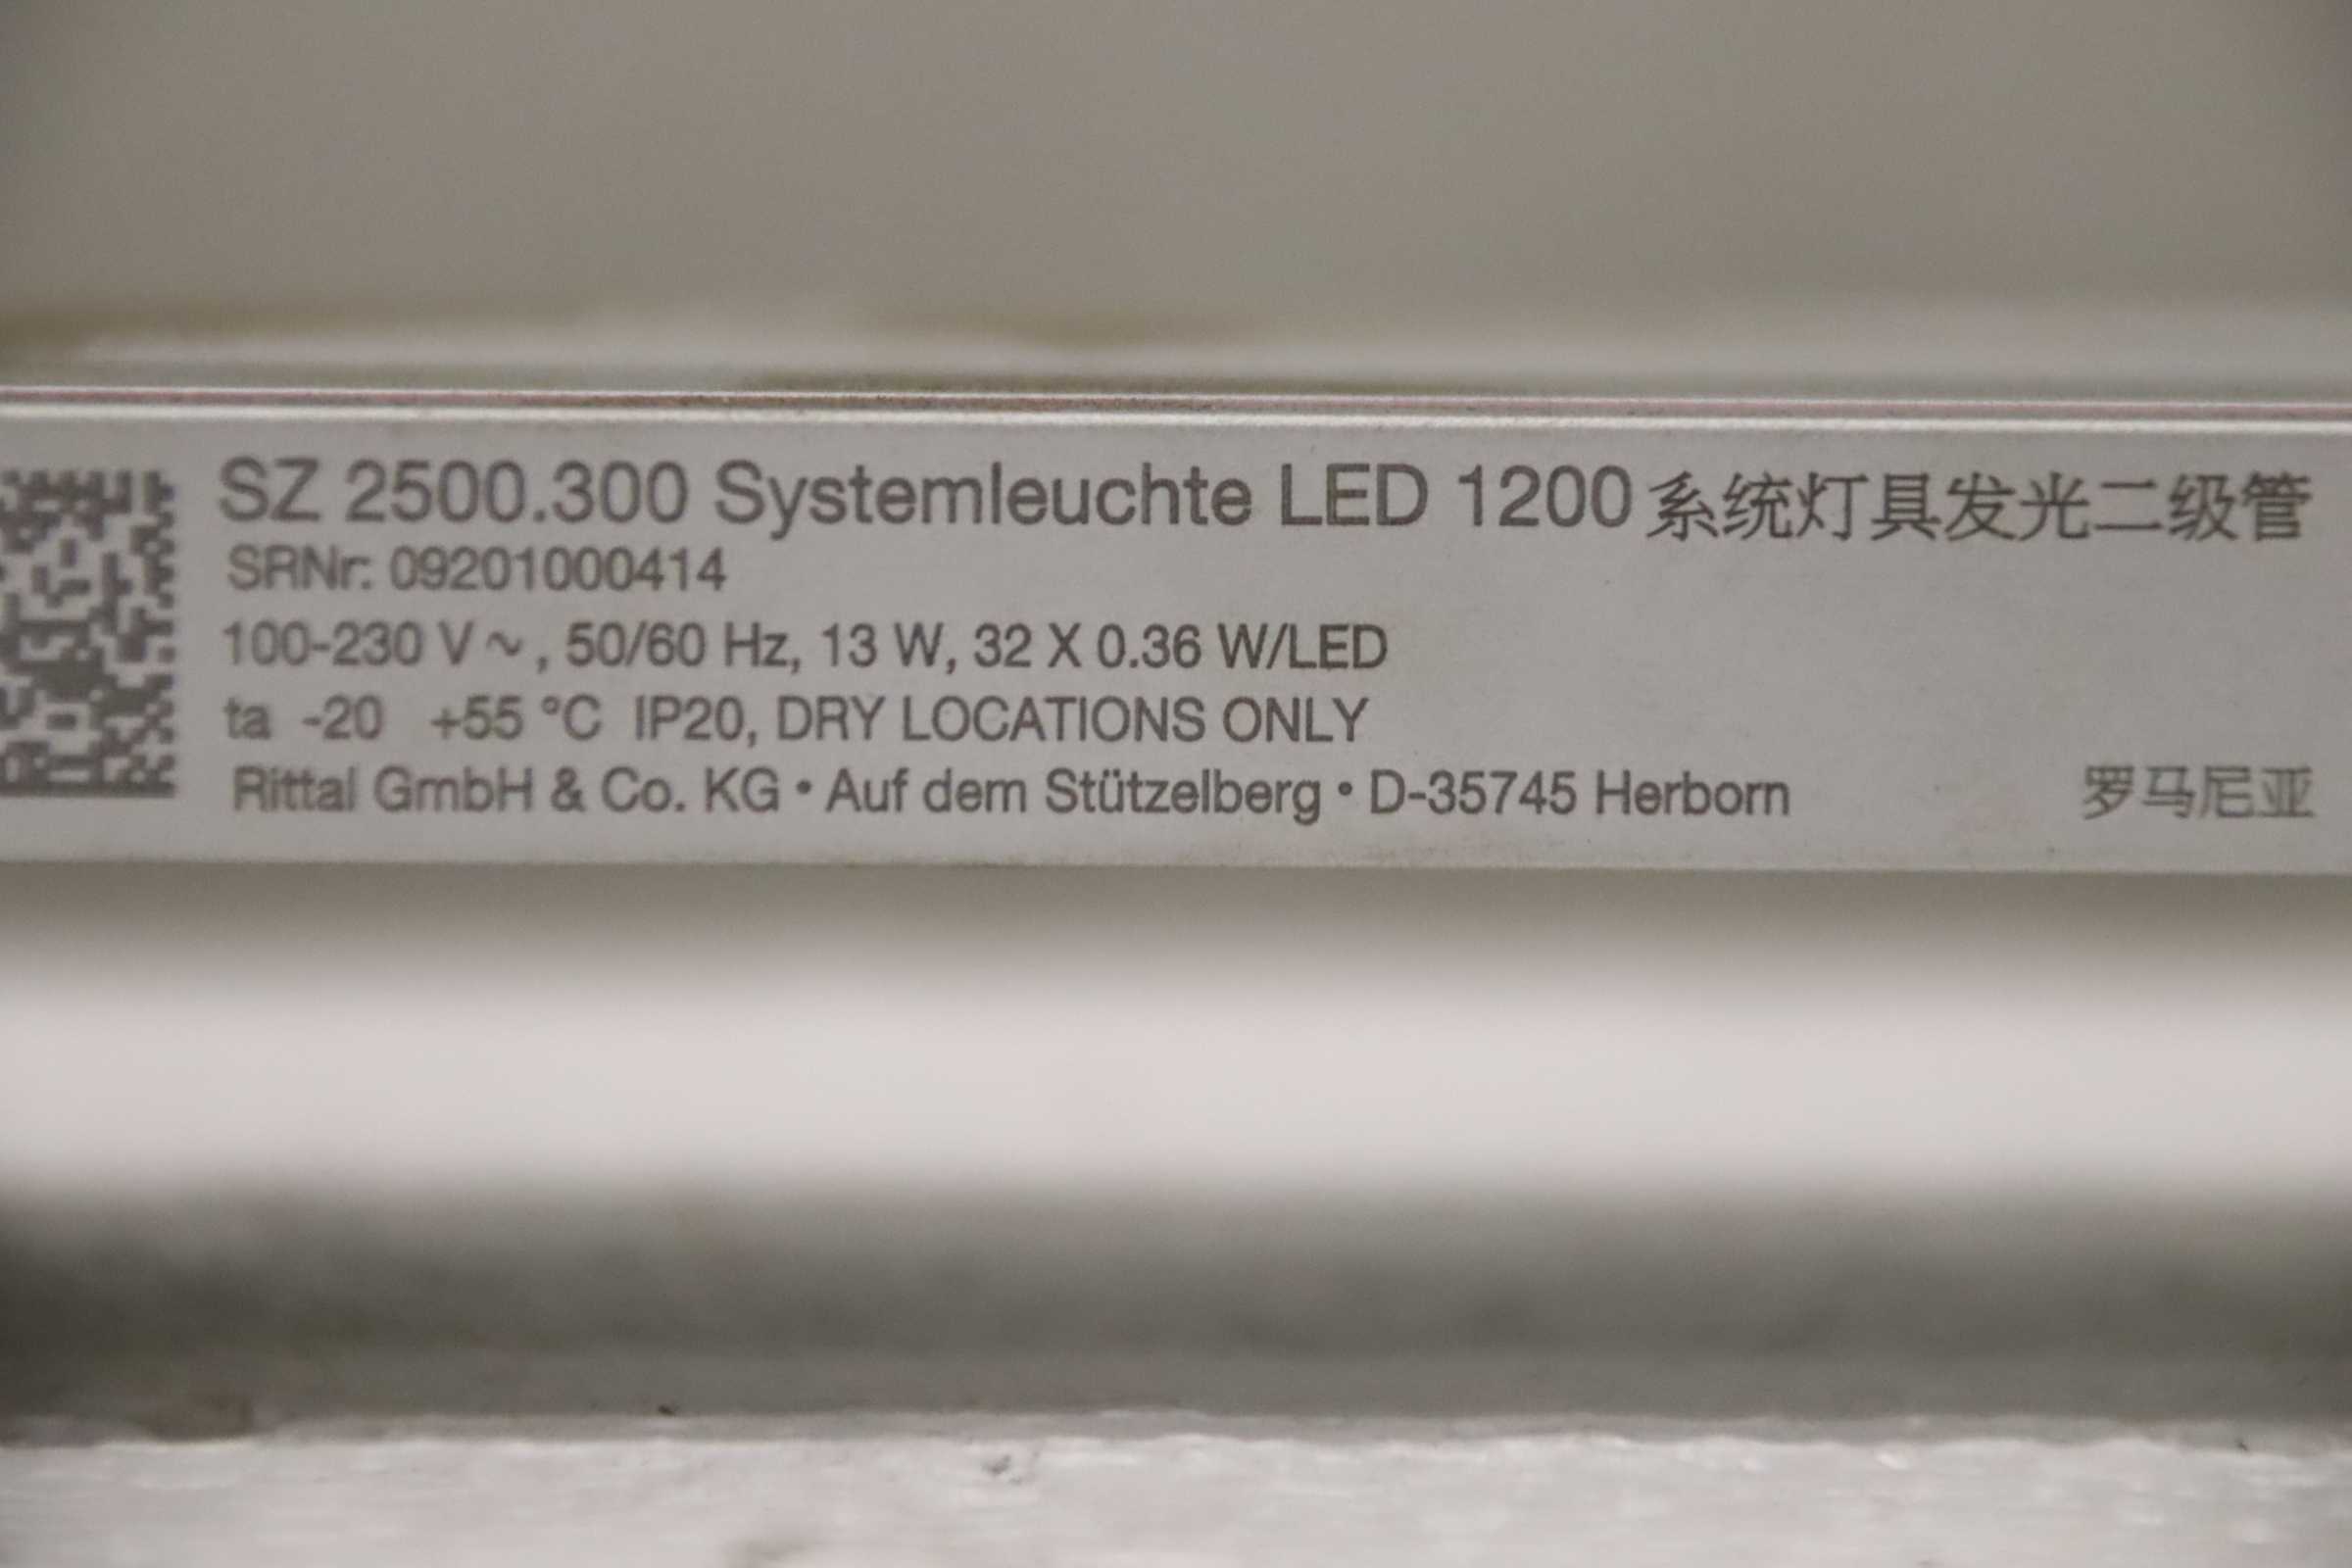 SZ 2500.300 Systemleuchte LED 1200 系统灯具发光二级管
SRNr: 09201000414
100-230 V ~ , 50/60 Hz, 13 W, 32 X 0.36 W/LED
ta -20 +55 °C IP20, DRY LOCATIONS ONLY
Rittal GmbH & Co. KG • Auf dem Stützelberg • D-35745 Herborn 罗马尼亚